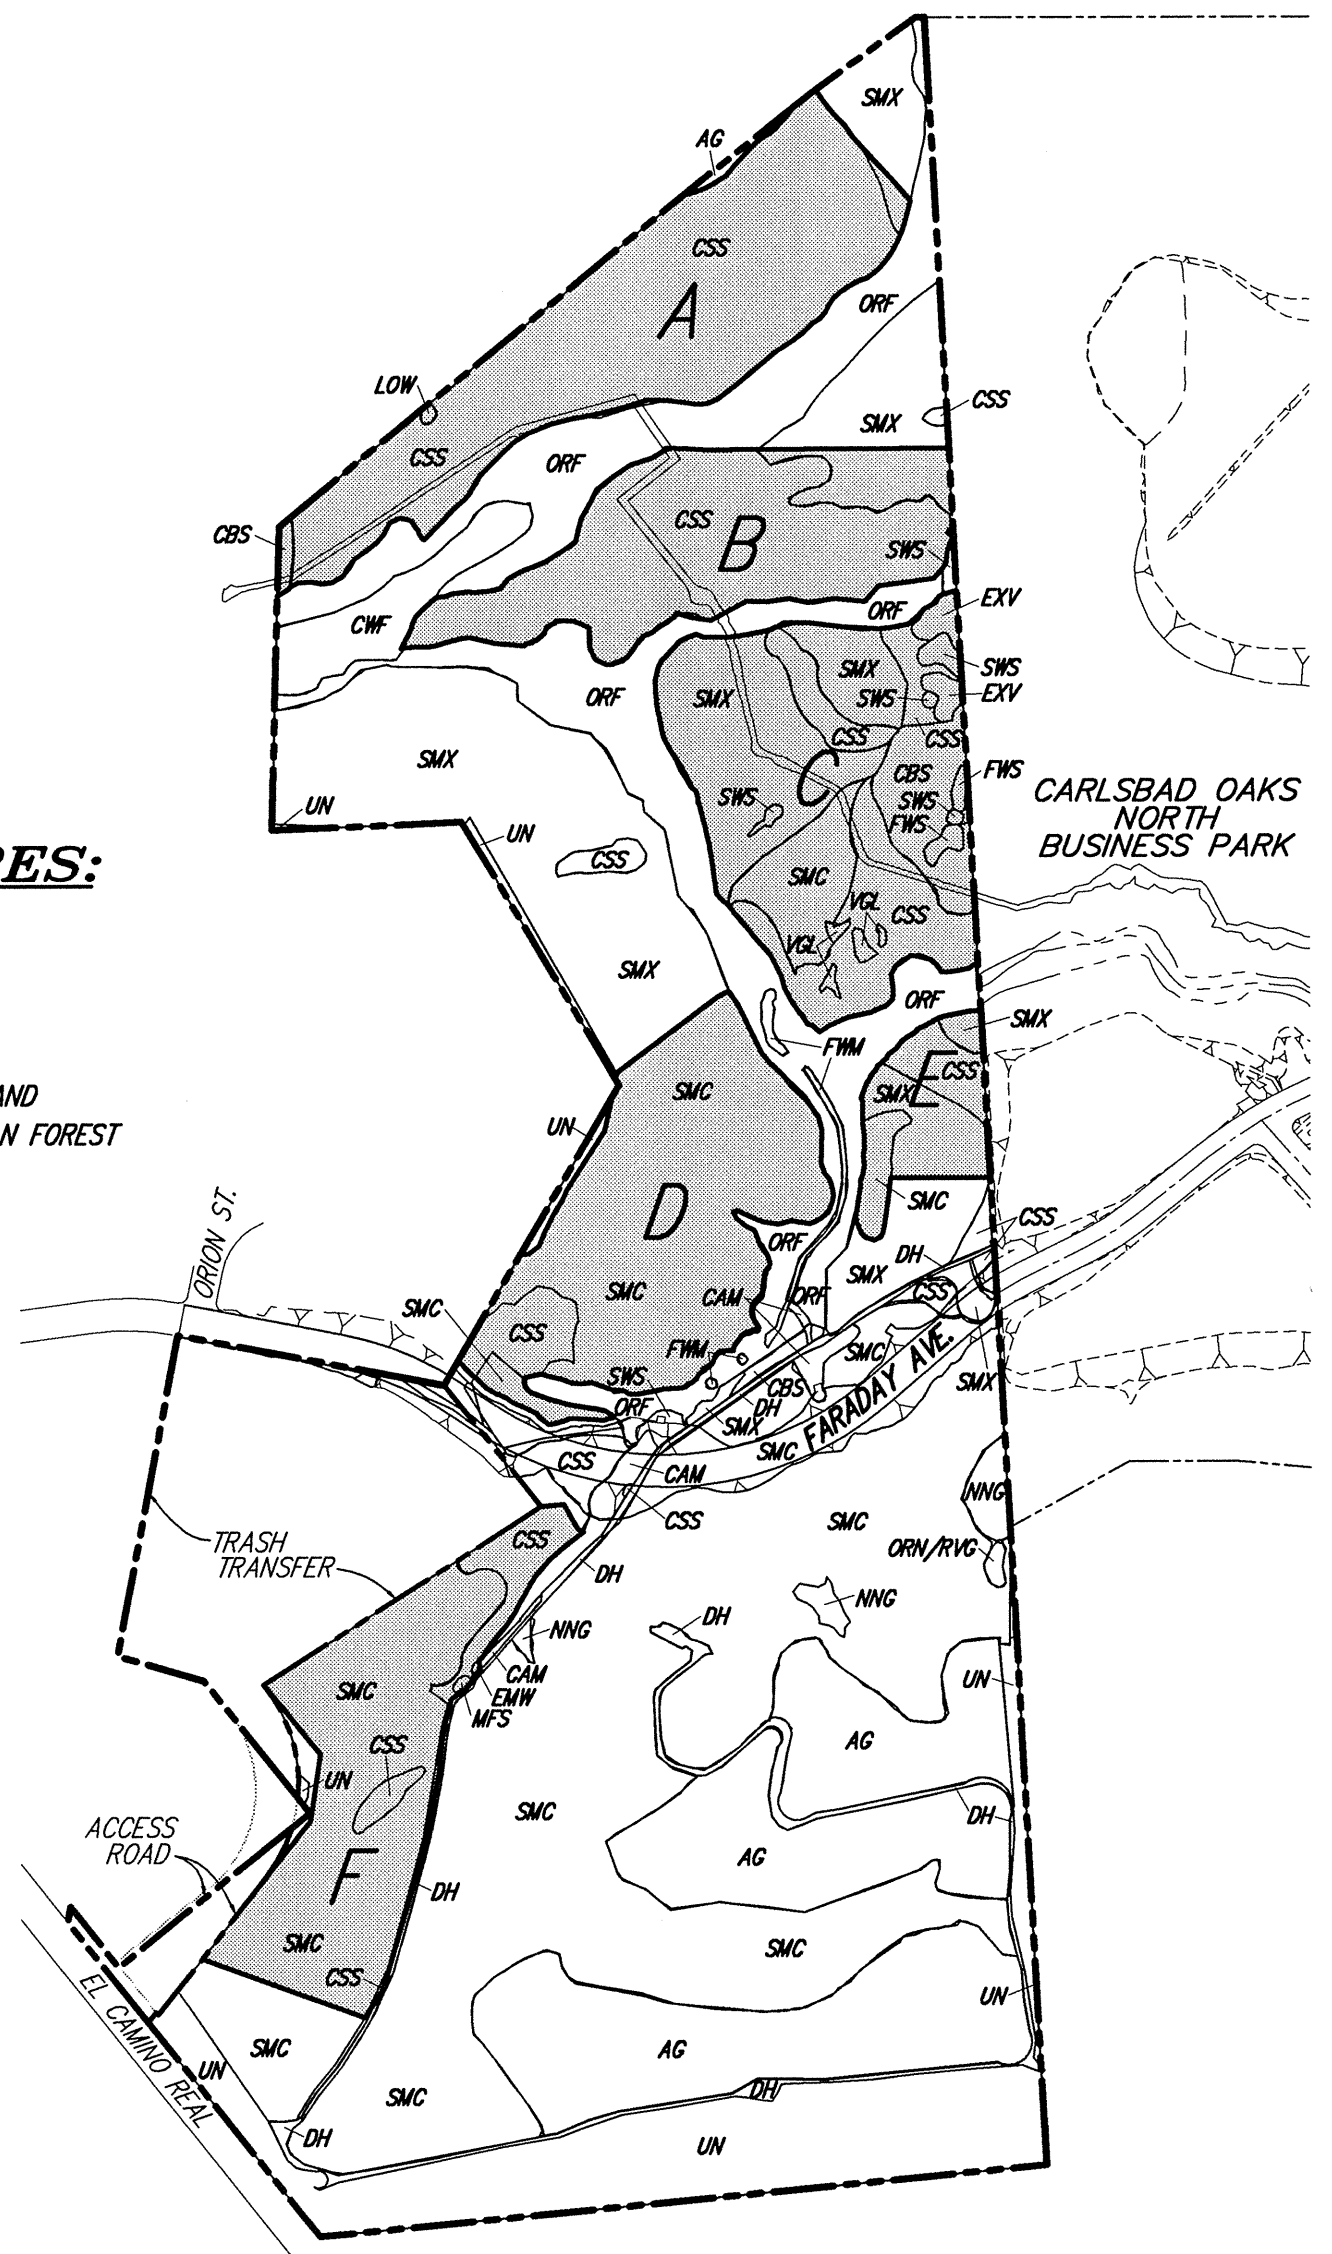 SMX
AG
CSS
A
ORF
LOW
CSS
SMX
CSS
ORF
CBS
CSS
B
SWS
EXV
ORF
CWF
SWS
SMX
EXV
ORF
SMX
SWS
CSS
CSS
SMX
C
CBS
FWS
SWS
SWS
FWS
UN
UN
CARLSBAD OAKS
NORTH
BUSINESS PARK
RES:
CSS
SMC
VGL
CSS
VGL
SMX
ORF
SMX
FWM
CSS
E
SMX
SMC
AND
UN
N FOREST
D
SMC
CSS
ORION ST.
ORF
DH
SMX
SMC
CAM
ORF
CSS
SMC
CSS
FWM
SMC
SWS
CBS
SMX
DH
ORF
SMX
FARADAY AVE.
SMC
CSS
CAM
NNG
CSS
SMC
CSS
ORN/RVG
TRASH
TRANSFER
DH
NNG
DH
NNG
CAM
UN
SMC
EMW
MFS
CSS
AG
UN
SMC
DH
ACCESS
ROAD
AG
F
DH
SMC
SMC
CSS
UN
EL CAMINO REAL
SMC
AG
UN
SMC
DH
DH
UN